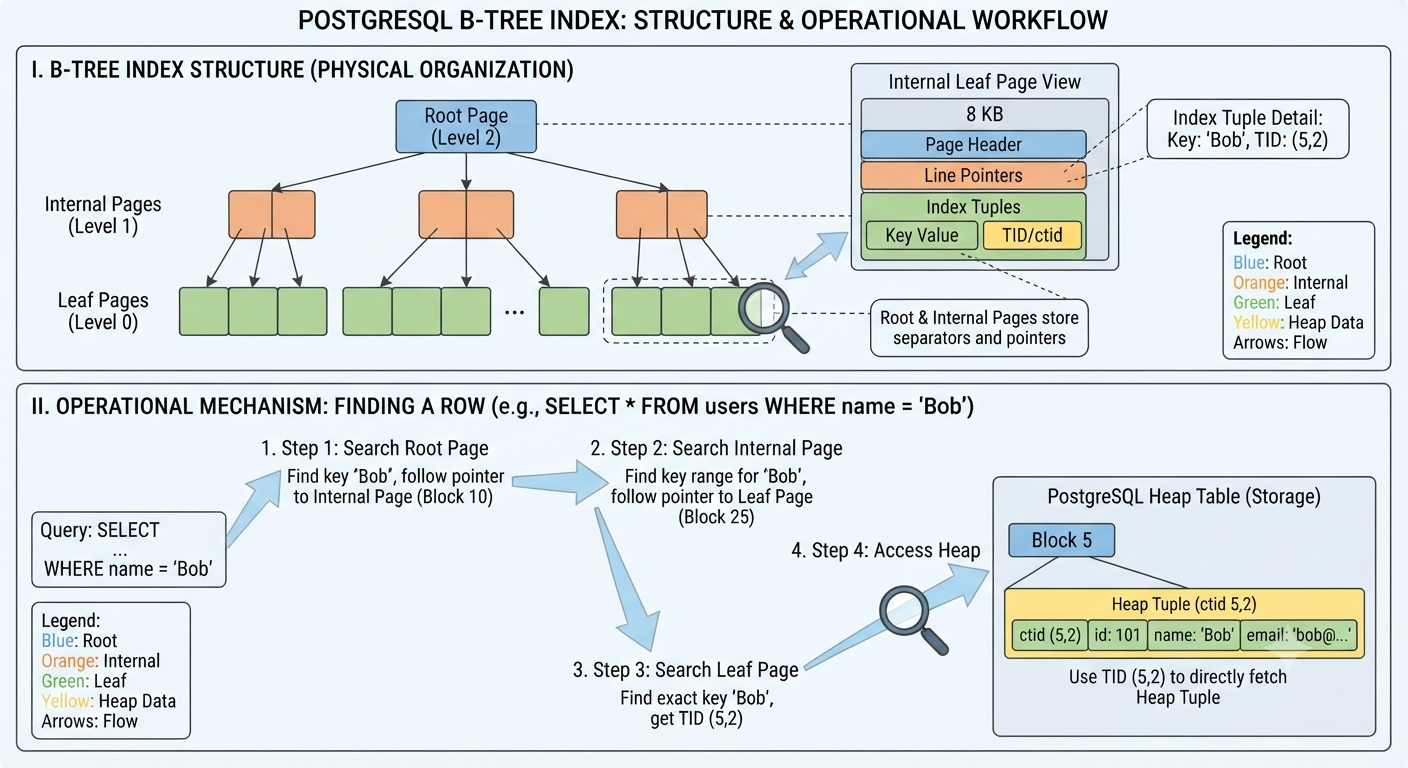 POSTGRESQL B-TREE INDEX: STRUCTURE & OPERATIONAL WORKFLOW
I. B-TREE INDEX STRUCTURE (PHYSICAL ORGANIZATION)
Root Page
(Level 2)
Internal Pages
(Level 1)
Leaf Pages
(Level 0)
...
Internal Leaf Page View
8 KB
Page Header
Line Pointers
Index Tuples
Key Value
TID/ctid
Index Tuple Detail:
Key: 'Bob', TID: (5,2)
Root & Internal Pages store
separators and pointers
Legend:
Blue: Root
Orange: Internal
Green: Leaf
Yellow: Heap Data
Arrows: Flow
II. OPERATIONAL MECHANISM: FINDING A ROW (e.g., SELECT * FROM users WHERE name = 'Bob')
Query: SELECT
...
WHERE name = 'Bob'
1. Step 1: Search Root Page
Find key 'Bob', follow pointer
to Internal Page (Block 10)
2. Step 2: Search Internal Page
Find key range for 'Bob',
follow pointer to Leaf Page
(Block 25)
3. Step 3: Search Leaf Page
Find exact key 'Bob',
get TID (5,2)
4. Step 4: Access Heap
PostgreSQL Heap Table (Storage)
Block 5
Heap Tuple (ctid 5,2)
ctid (5,2)
id: 101
name: 'Bob'
email: 'bob@...'
Use TID (5,2) to directly fetch
Heap Tuple
Legend:
Blue: Root
Orange: Internal
Green: Leaf
Yellow: Heap Data
Arrows: Flow